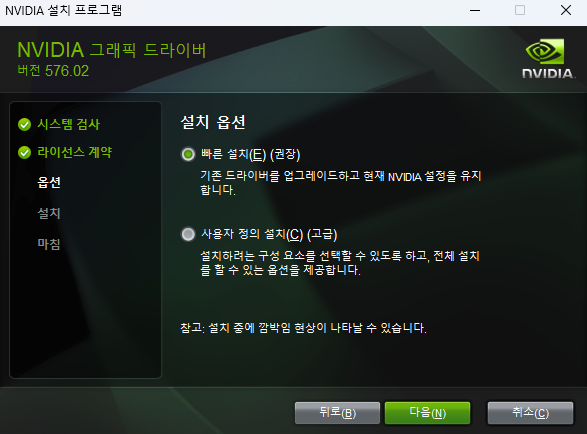 NVIDIA 설치 프로그램
NVIDIA 그래픽 드라이버
버전 576.02
NVIDIA.
시스템 검사
라이선스 계약
옵션
설치
마침
설치 옵션
빠른 설치(E) (권장)
기존 드라이버를 업그레이드하고 현재 NVIDIA 설정을 유지
합니다.
사용자 정의 설치(C) (고급)
설치하려는 구성 요소를 선택할 수 있도록 하고, 전체 설치
를 할 수 있는 옵션을 제공합니다.
참고: 설치 중에 깜박임 현상이 나타날 수 있습니다.
뒤로(B)
다음(N)
취소(C)